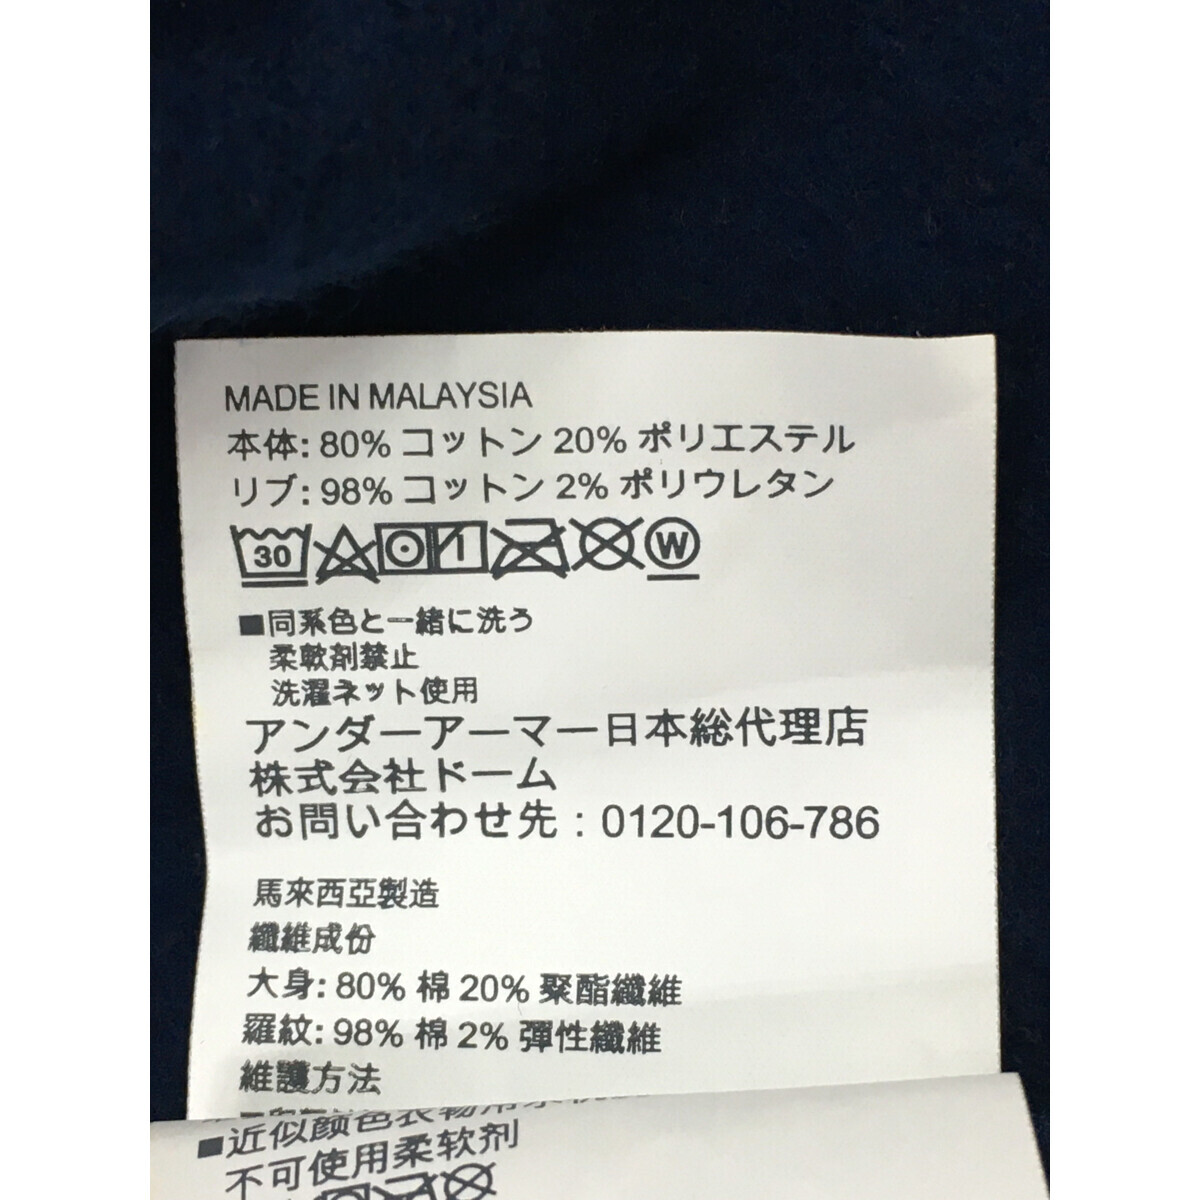 MADE IN MALAYSIA
本体: 80% コットン 20% ポリエステル
リブ: 98% コットン 2% ポリウレタン
30 W
■同系色と一緒に洗う
柔軟剤禁止
洗濯ネット使用
アンダーアーマー日本総代理店
株式会社ドーム
お問い合わせ先 : 0120-106-786
馬來西亞製造
纖維成份
大身: 80% 棉 20% 聚酯纖維
羅紋: 98% 棉 2% 彈性纖維
維護方法
■近似颜色衣物
不可使用柔软剂